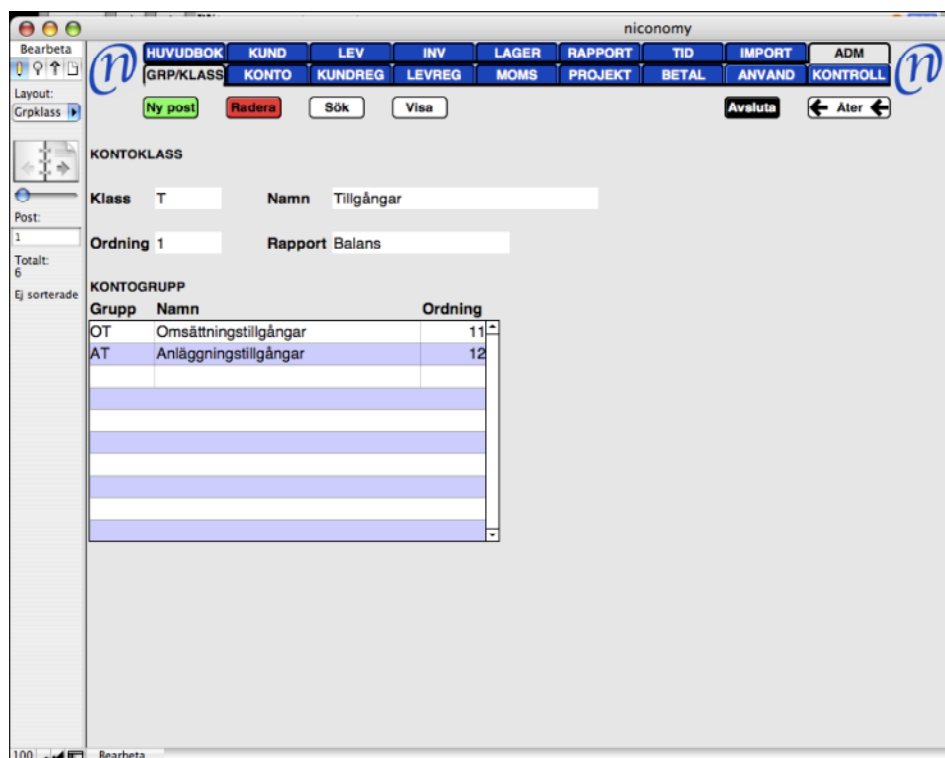 niconomy
Bearbeta
HUVUDBOK KUND LEV INV LAGER RAPPORT TID IMPORT ADM
GRP/KLASS KONTO KUNDREG LEVREG MOMS PROJEKT BETAL ANVAND KONTROLL
n n
Layout:
Grpklass
Ny post Radera Sök Visa Avsluta Åter
KONTOKLASS
Klass T Namn Tillgångar
Post:
1
Ordning 1 Rapport Balans
Totalt:
6
Ej sorterade
KONTOGRUPP
Grupp Namn Ordning
OT Omsättningstillgångar 11
AT Anläggningstillgångar 12
100 Bearbeta